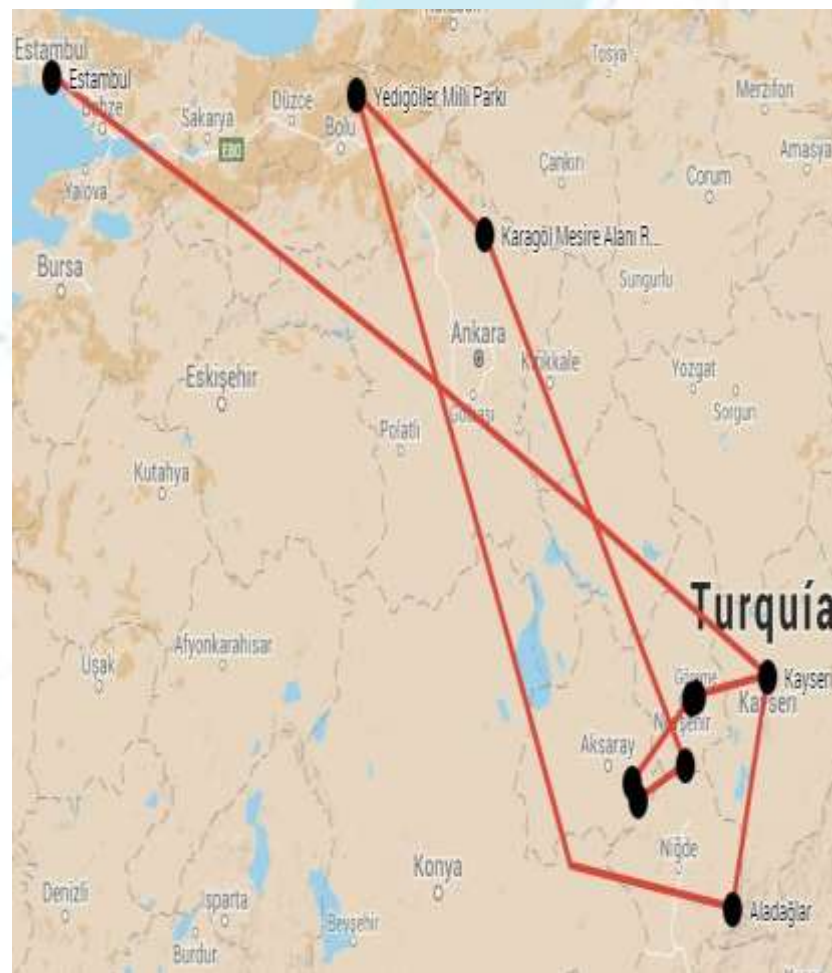 Estambul
Estambul
Yedigöller Milli Parkı
Tosya
Merzifon
Düzce
Sakarya
Bolu
E80
Amasya
Çankırı
Çorum
Yalova
Karagöl Mesire Alanı R...
Bursa
Sungurlu
Ankara
Kırıkkale
Eskişehir
Yozgat
Sorgun
Polatlı
Kutahya
Turquía
Afyonkarahisar
Uşak
Göreme
Kayseri
Kayseri
Nevşehir
Aksaray
Niğde
Konya
Aladağlar
Denizli
Isparta
Beyşehir
Burdur